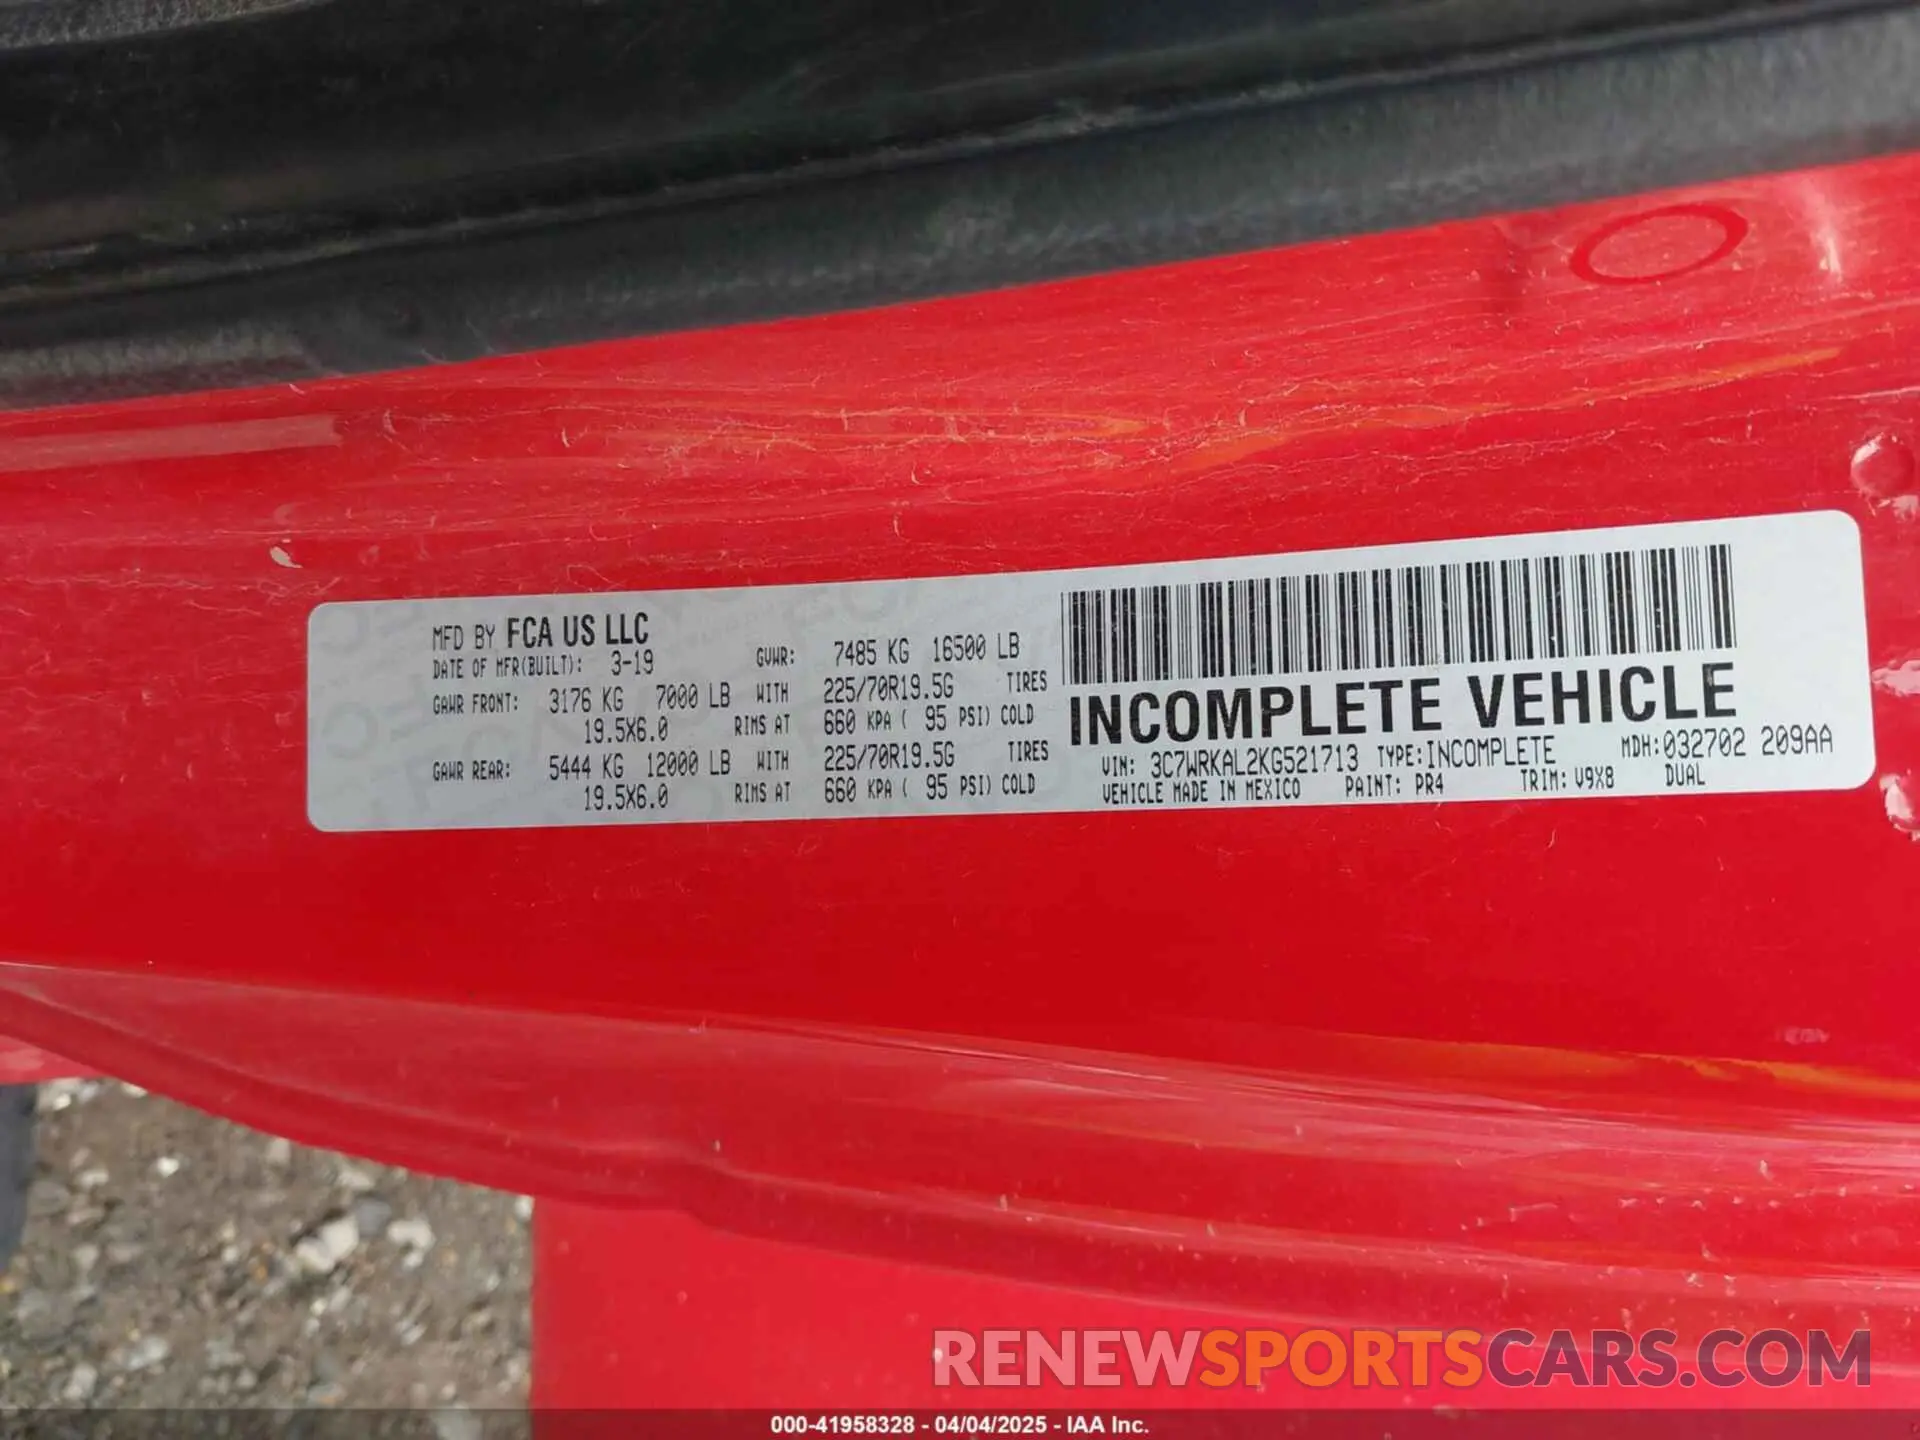 MFD BY FCA US LLC
DATE OF MFR(BUILT): 3-19 GVWR: 7485 KG 16500 LB
GAWR FRONT: 3176 KG 7000 LB WITH 225/70R19.5G TIRES
19.5X6.0 RIMS AT 660 KPA ( 95 PSI) COLD
GAWR REAR: 5444 KG 12000 LB WITH 225/70R19.5G TIRES
19.5X6.0 RIMS AT 660 KPA ( 95 PSI) COLD
INCOMPLETE VEHICLE
VIN: 3C7WRKAL2KG521713 TYPE:INCOMPLETE MDH:032702 209AA
VEHICLE MADE IN MEXICO PAINT: PR4 TRIM: V9X8 DUAL
RENEWSPORTSCARS.COM
000-41958328 - 04/04/2025 - IAA Inc.